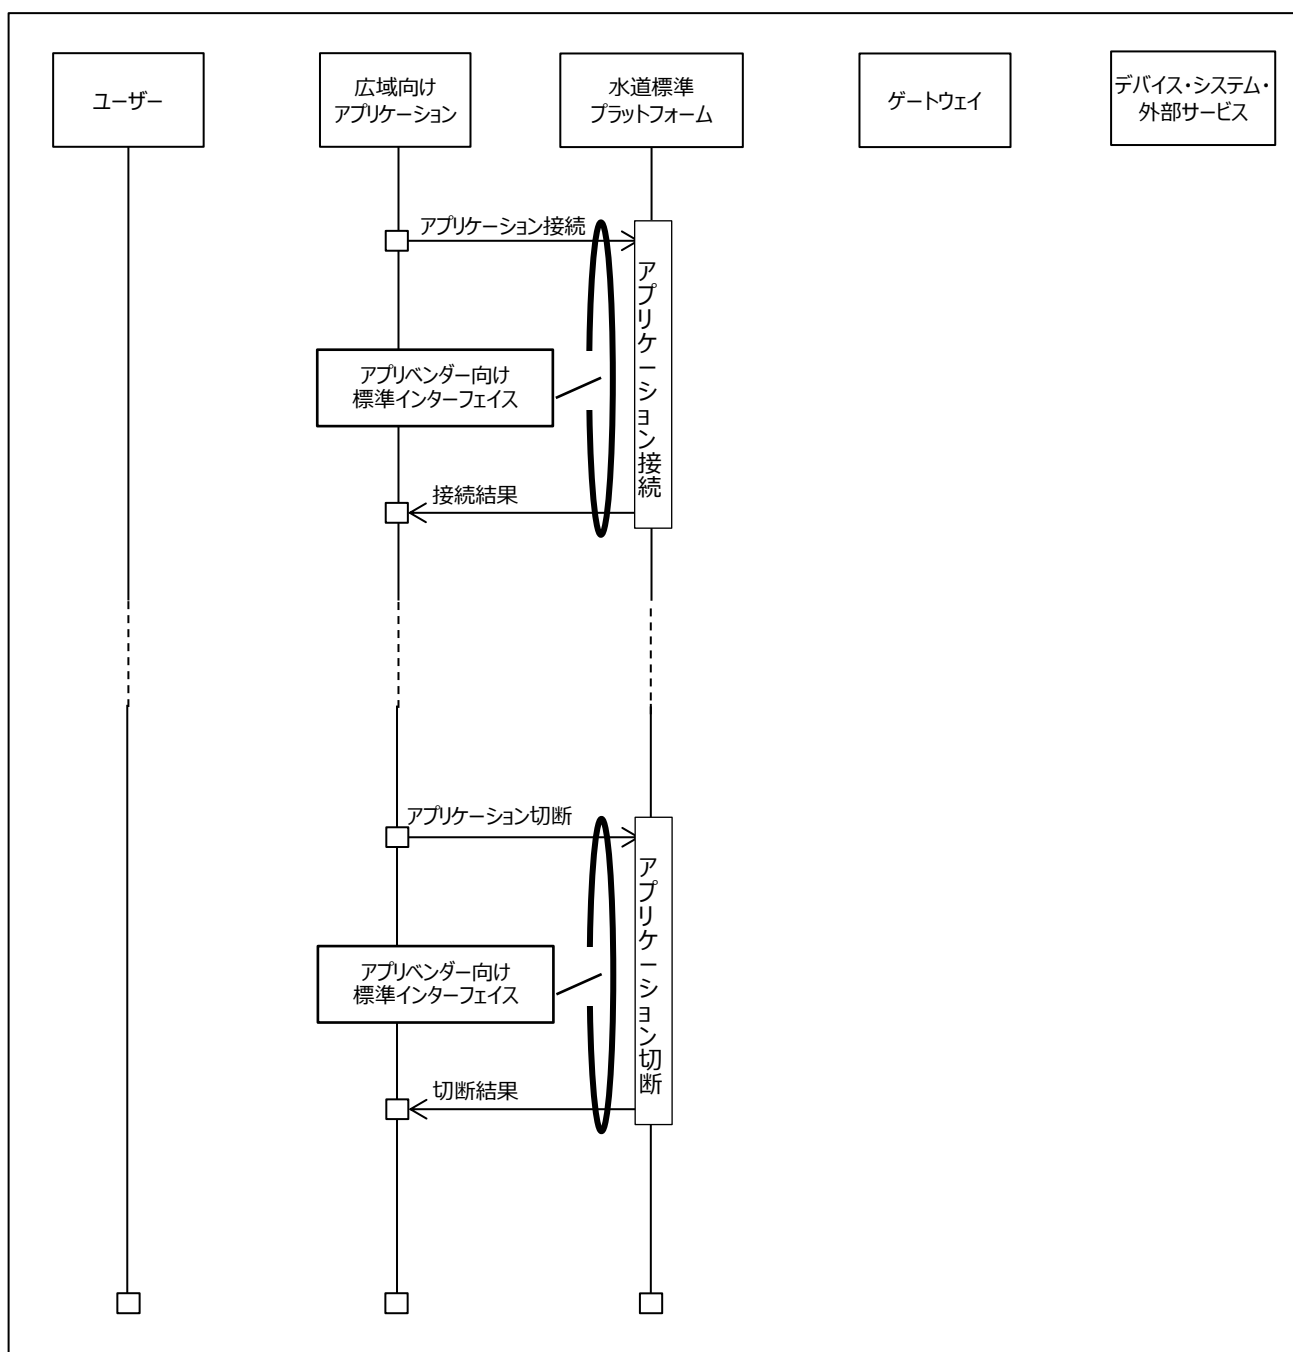 ユーザー
広域向け
アプリケーション
水道標準
プラットフォーム
ゲートウェイ
デバイス・システム・
外部サービス
アプリケーション接続
アプリケーション接続
アプリベンダー向け
標準インターフェイス
接続結果
アプリケーション切断
アプリケーション切断
アプリベンダー向け
標準インターフェイス
切断結果